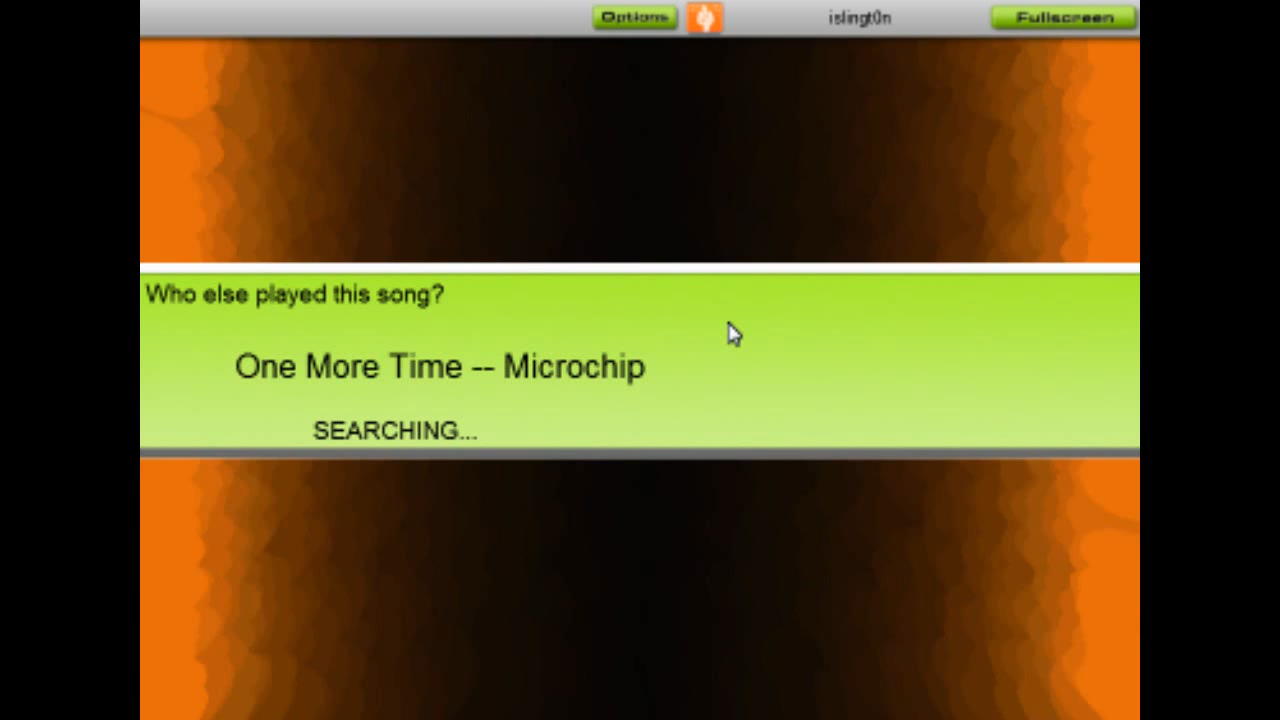 Options
islingt0n
Fullscreen
Who else played this song?
One More Time -- Microchip
SEARCHING...